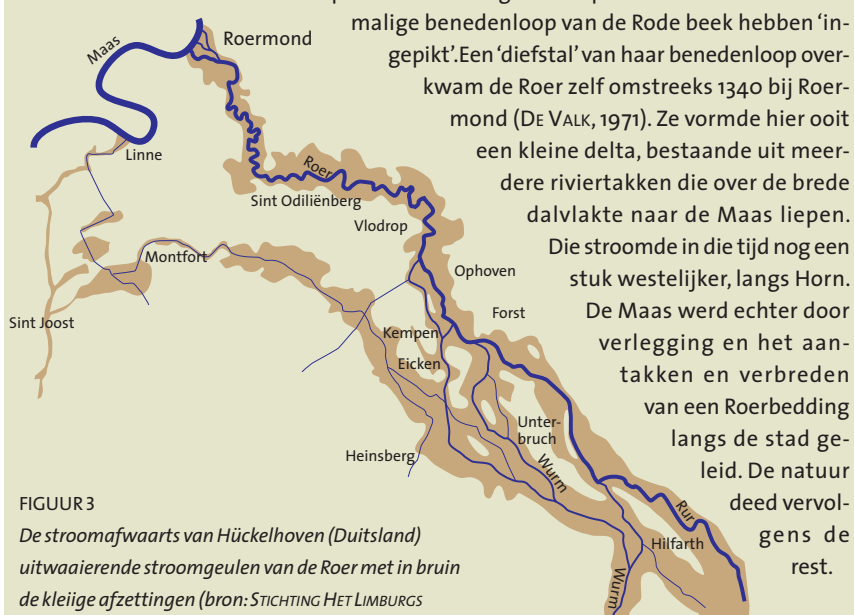 malige benedenloop van de Rode beek hebben ‘in-
gepikt’.Een ‘diefstal’ van haar benedenloop over-
kwam de Roer zelf omstreeks 1340 bij Roer-
mond (DE VALK, 1971). Ze vormde hier ooit
een kleine delta, bestaande uit meer-
dere riviertakken die over de brede
dalvlakte naar de Maas liepen.
Die stroomde in die tijd nog een
stuk westelijker, langs Horn.
De Maas werd echter door
verlegging en het aan-
takken en verbreden
van een Roerbedding
langs de stad ge-
leid. De natuur
deed vervol-
gens de
rest.
Maas
Roermond
Linne
Roer
Sint Odiliënberg
Vlodrop
Montfort
Ophoven
Sint Joost
Forst
Kempen
Eicken
Unter-
bruch
Heinsberg
Wurm
Rur
Hilfarth
Wurm
FIGUUR 3
De stroomafwaarts van Hückelhoven (Duitsland)
uitwaaierende stroomgeulen van de Roer met in bruin
de kleiige afzettingen (bron: STICHTING HET LIMBURGS